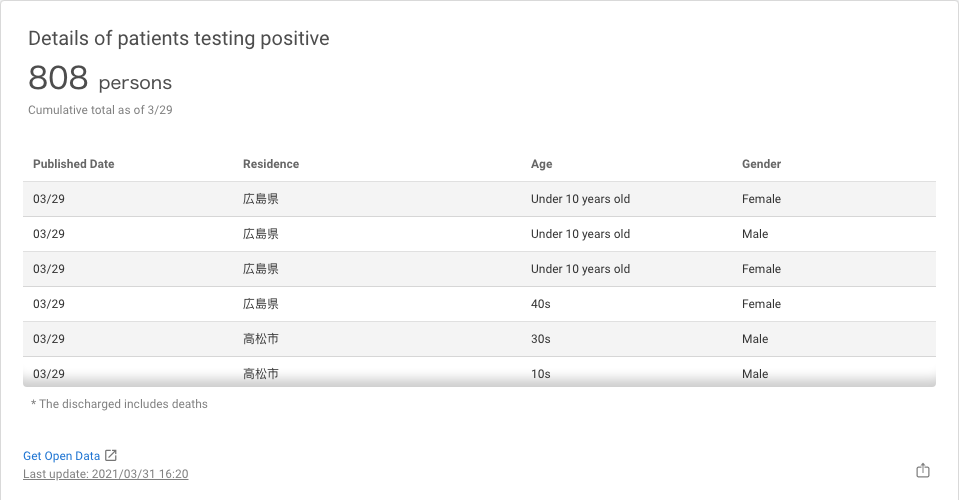 Details of patients testing positive
808 persons
Cumulative total as of 3/29
Published Date Residence Age Gender
03/29 広島県 Under 10 years old Female
03/29 広島県 Under 10 years old Male
03/29 広島県 Under 10 years old Female
03/29 広島県 40s Female
03/29 高松市 30s Male
03/29 高松市 10s Male
* The discharged includes deaths
Get Open Data
Last update: 2021/03/31 16:20